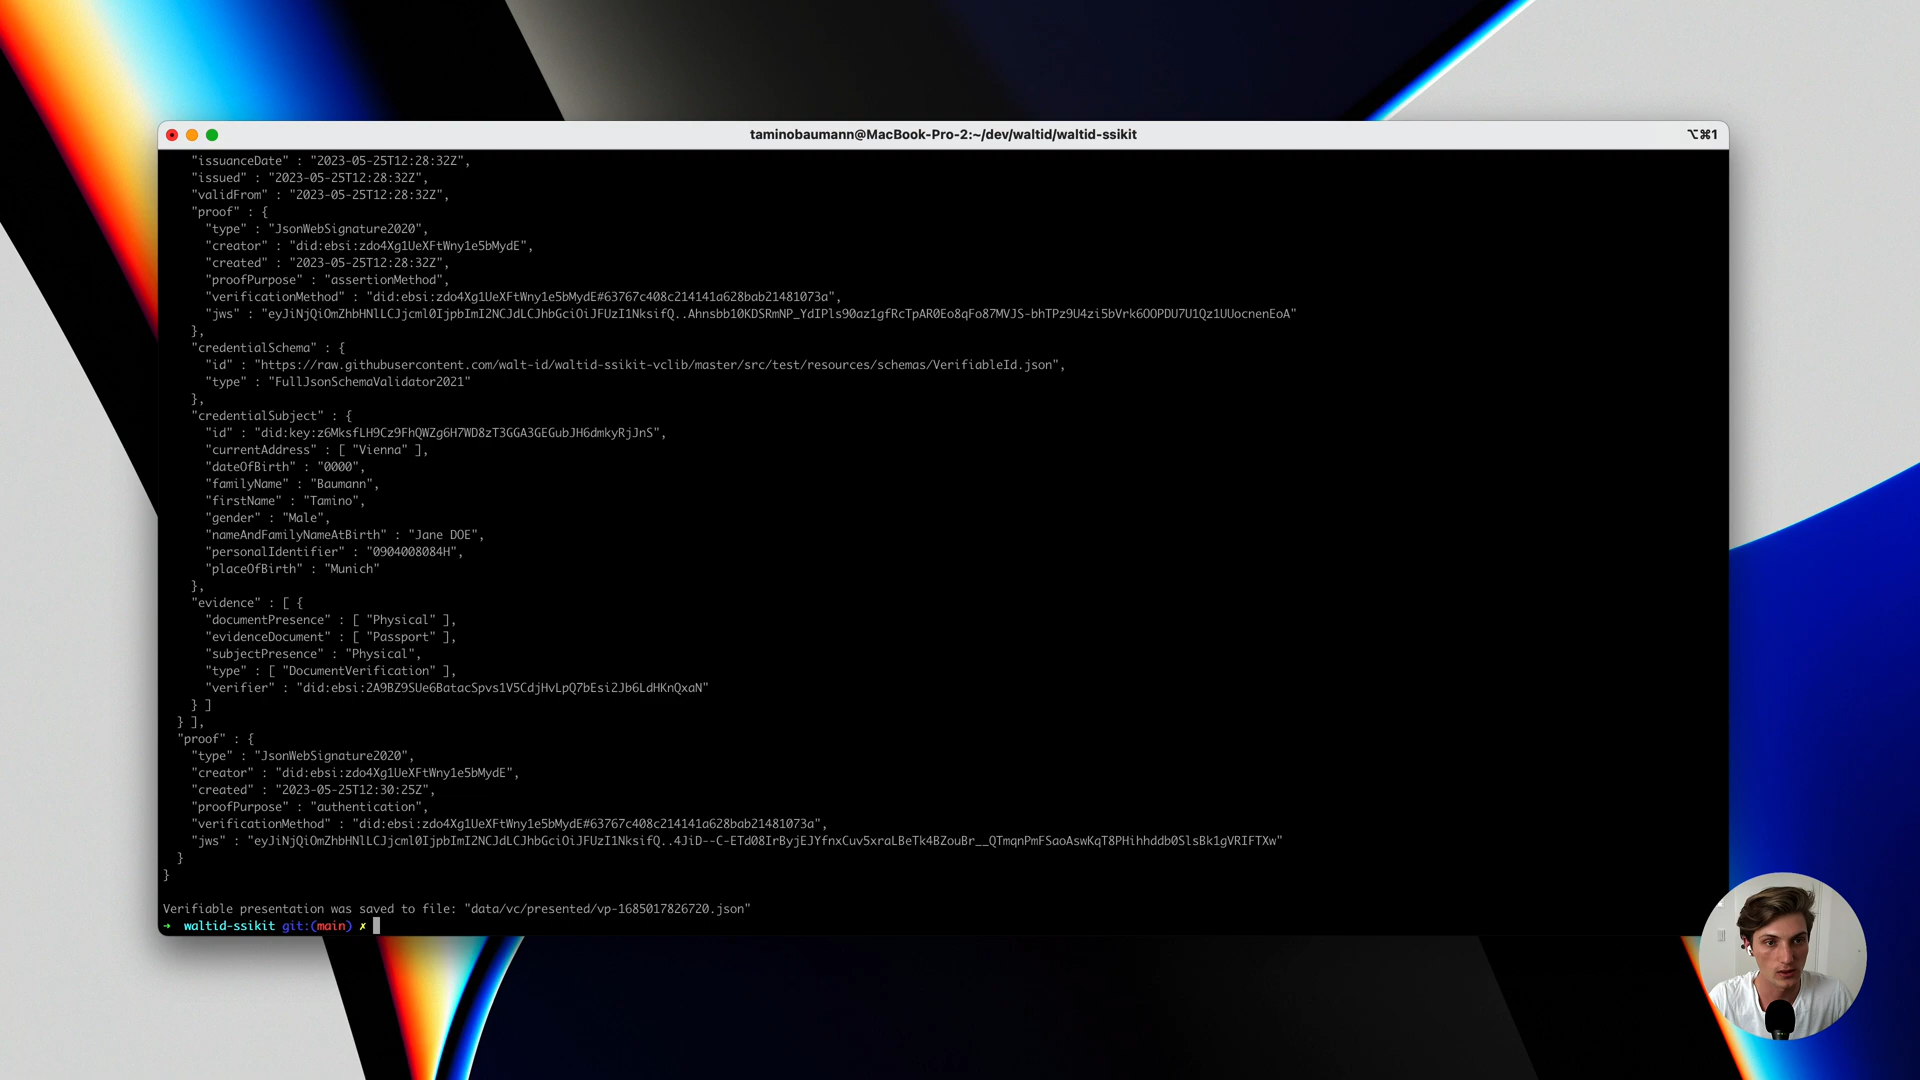 taminobaumann@MacBook-Pro-2:~/dev/waltid/waltid-ssikit
⌥⌘1
"issuanceDate" : "2023-05-25T12:28:32Z",
"issued" : "2023-05-25T12:28:32Z",
"validFrom" : "2023-05-25T12:28:32Z",
"proof" : {
"type" : "JsonWebSignature2020",
"creator" : "did:ebsi:zdo4Xg1UeXFtWny1e5bMydE",
"created" : "2023-05-25T12:28:32Z",
"proofPurpose" : "assertionMethod",
"verificationMethod" : "did:ebsi:zdo4Xg1UeXFtWny1e5bMydE#63767c408c214141a628bab21481073a",
"jws" : "eyJiNjQiOmZhbHNlLCJjcml0IjpbImI2NCJdLCJhbGciOiJFUzI1NksifQ..Ahnsbb10KDSRmNP_YdIPls90az1gfRcTpAR0Eo8qFo87MVJS-bhTPz9U4zi5bVrk6OOPDU7U1Qz1UUocnenEoA"
},
"credentialSchema" : {
"id" : "https://raw.githubusercontent.com/walt-id/waltid-ssikit-vclib/master/src/test/resources/schemas/VerifiableId.json",
"type" : "FullJsonSchemaValidator2021"
},
"credentialSubject" : {
"id" : "did:key:z6MksfLH9Cz9FhQWZg6H7WD8zT3GGA3GEGubJH6dmkyRjJnS",
"currentAddress" : [ "Vienna" ],
"dateOfBirth" : "0000",
"familyName" : "Baumann",
"firstName" : "Tamino",
"gender" : "Male",
"nameAndFamilyNameAtBirth" : "Jane DOE",
"personalIdentifier" : "0904008084H",
"placeOfBirth" : "Munich"
},
"evidence" : [ {
"documentPresence" : [ "Physical" ],
"evidenceDocument" : [ "Passport" ],
"subjectPresence" : "Physical",
"type" : [ "DocumentVerification" ],
"verifier" : "did:ebsi:2A9BZ9SUe6BatacSpvs1V5CdjHvLpQ7bEsi2Jb6LdHKnQxaN"
} ]
} ],
"proof" : {
"type" : "JsonWebSignature2020",
"creator" : "did:ebsi:zdo4Xg1UeXFtWny1e5bMydE",
"created" : "2023-05-25T12:30:25Z",
"proofPurpose" : "authentication",
"verificationMethod" : "did:ebsi:zdo4Xg1UeXFtWny1e5bMydE#63767c408c214141a628bab21481073a",
"jws" : "eyJiNjQiOmZhbHNlLCJjcml0IjpbImI2NCJdLCJhbGciOiJFUzI1NksifQ..4JiD--C-ETd08IrByjEJYfnxCuv5xraLBeTk4BZouBr__QTmqnPmFSaoAswKqT8PHihhddb0SlsBk1gVRIFTXw"
}
}
Verifiable presentation was saved to file: "data/vc/presented/vp-1685017826720.json"
➜ waltid-ssikit git:(main) ✗